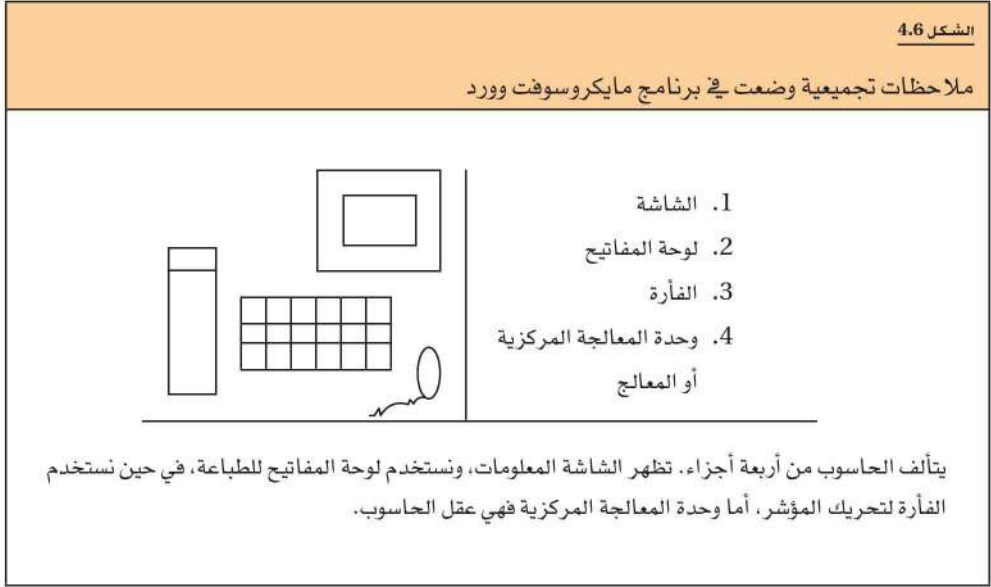 الشكل 4.6
ملاحظات تجميعية وضعت في برنامج مايكروسوفت وورد
1. الشاشة
2. لوحة المفاتيح
3. الفأرة
4. وحدة المعالجة المركزية
أو المعالج
يتألف الحاسوب من أربعة أجزاء. تظهر الشاشة المعلومات، ونستخدم لوحة المفاتيح للطباعة، في حين نستخدم
الفأرة لتحريك المؤشر، أما وحدة المعالجة المركزية فهي عقل الحاسوب.